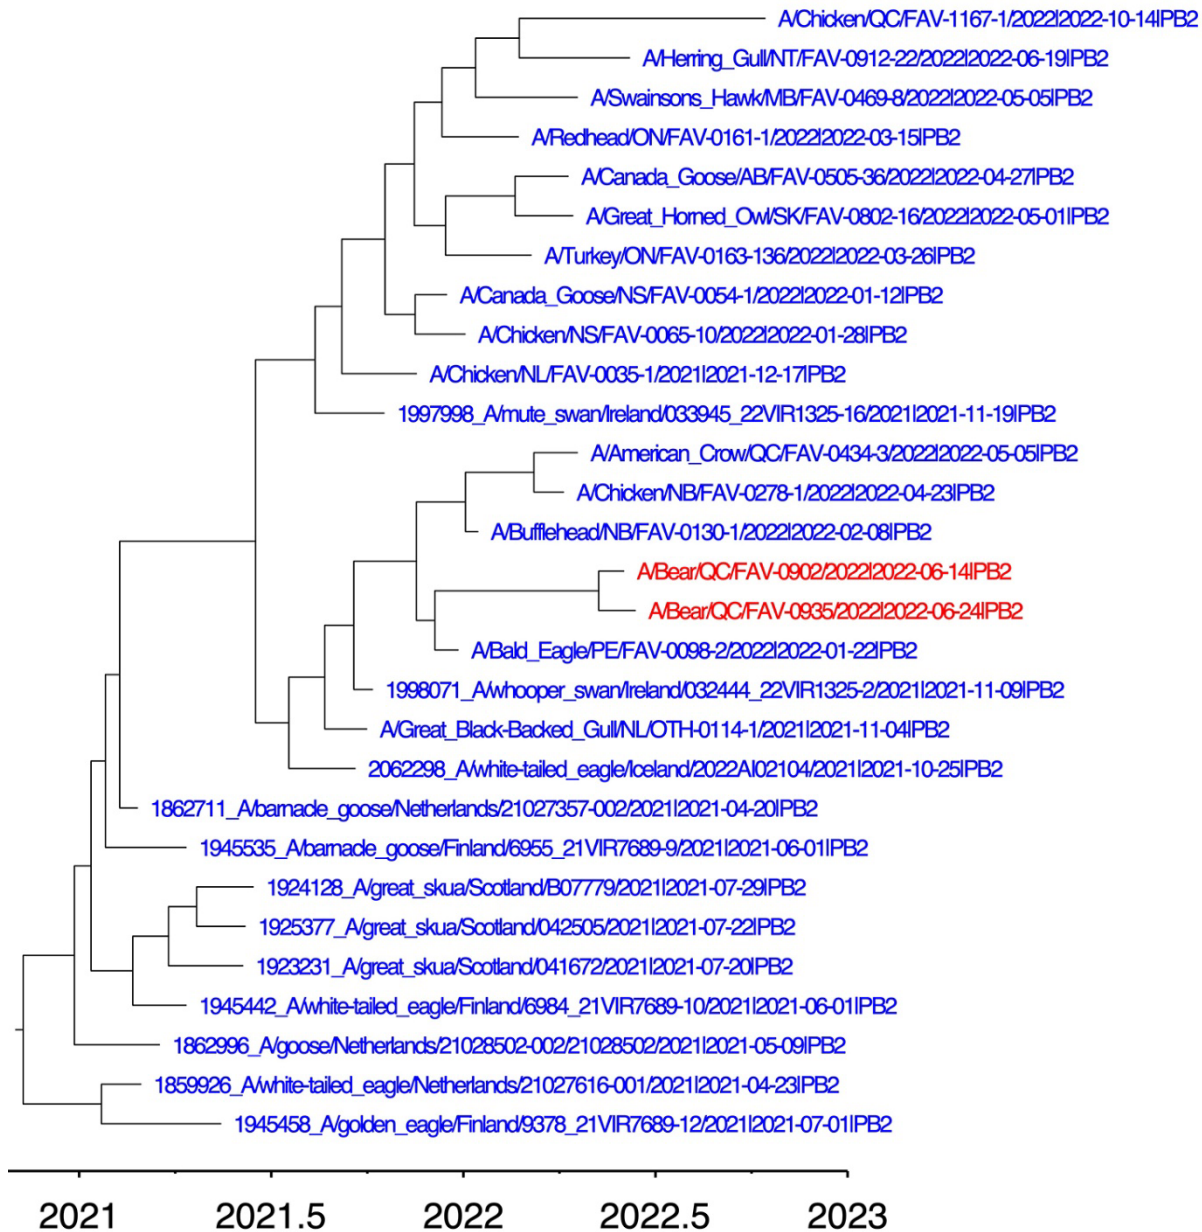 A/Chicken/QC/FAV-1167-1/2022|2022-10-14|PB2
A/Herring_Gull/NT/FAV-0912-22/2022|2022-06-19|PB2
A/Swainsons_Hawk/MB/FAV-0469-8/2022|2022-05-05|PB2
A/Redhead/ON/FAV-0161-1/2022|2022-03-15|PB2
A/Canada_Goose/AB/FAV-0505-36/2022|2022-04-27|PB2
A/Great_Horned_Owl/SK/FAV-0802-16/2022|2022-05-01|PB2
A/Turkey/ON/FAV-0163-136/2022|2022-03-26|PB2
A/Canada_Goose/NS/FAV-0054-1/2022|2022-01-12|PB2
A/Chicken/NS/FAV-0065-10/2022|2022-01-28|PB2
A/Chicken/NL/FAV-0035-1/2021|2021-12-17|PB2
1997998_A/mute_swan/Ireland/033945_22VIR1325-16/2021|2021-11-19|PB2
A/American_Crow/QC/FAV-0434-3/2022|2022-05-05|PB2
A/Chicken/NB/FAV-0278-1/2022|2022-04-23|PB2
A/Bufflehead/NB/FAV-0130-1/2022|2022-02-08|PB2
A/Bear/QC/FAV-0902/2022|2022-06-14|PB2
A/Bear/QC/FAV-0935/2022|2022-06-24|PB2
A/Bald_Eagle/PE/FAV-0098-2/2022|2022-01-22|PB2
1998071_A/whooper_swan/Ireland/032444_22VIR1325-2/2021|2021-11-09|PB2
A/Great_Black-Backed_Gull/NL/OTH-0114-1/2021|2021-11-04|PB2
2062298_A/white-tailed_eagle/Iceland/2022AI02104/2021|2021-10-25|PB2
1862711_A/barnacle_goose/Netherlands/21027357-002/2021|2021-04-20|PB2
1945535_A/barnacle_goose/Finland/6955_21VIR7689-9/2021|2021-06-01|PB2
1924128_A/great_skua/Scotland/B07779/2021|2021-07-29|PB2
1925377_A/great_skua/Scotland/042505/2021|2021-07-22|PB2
1923231_A/great_skua/Scotland/041672/2021|2021-07-20|PB2
1945442_A/white-tailed_eagle/Finland/6984_21VIR7689-10/2021|2021-06-01|PB2
1862996_A/goose/Netherlands/21028502-002/21028502/2021|2021-05-09|PB2
1859926_A/white-tailed_eagle/Netherlands/21027616-001/2021|2021-04-23|PB2
1945458_A/golden_eagle/Finland/9378_21VIR7689-12/2021|2021-07-01|PB2
2021 2021.5 2022 2022.5 2023